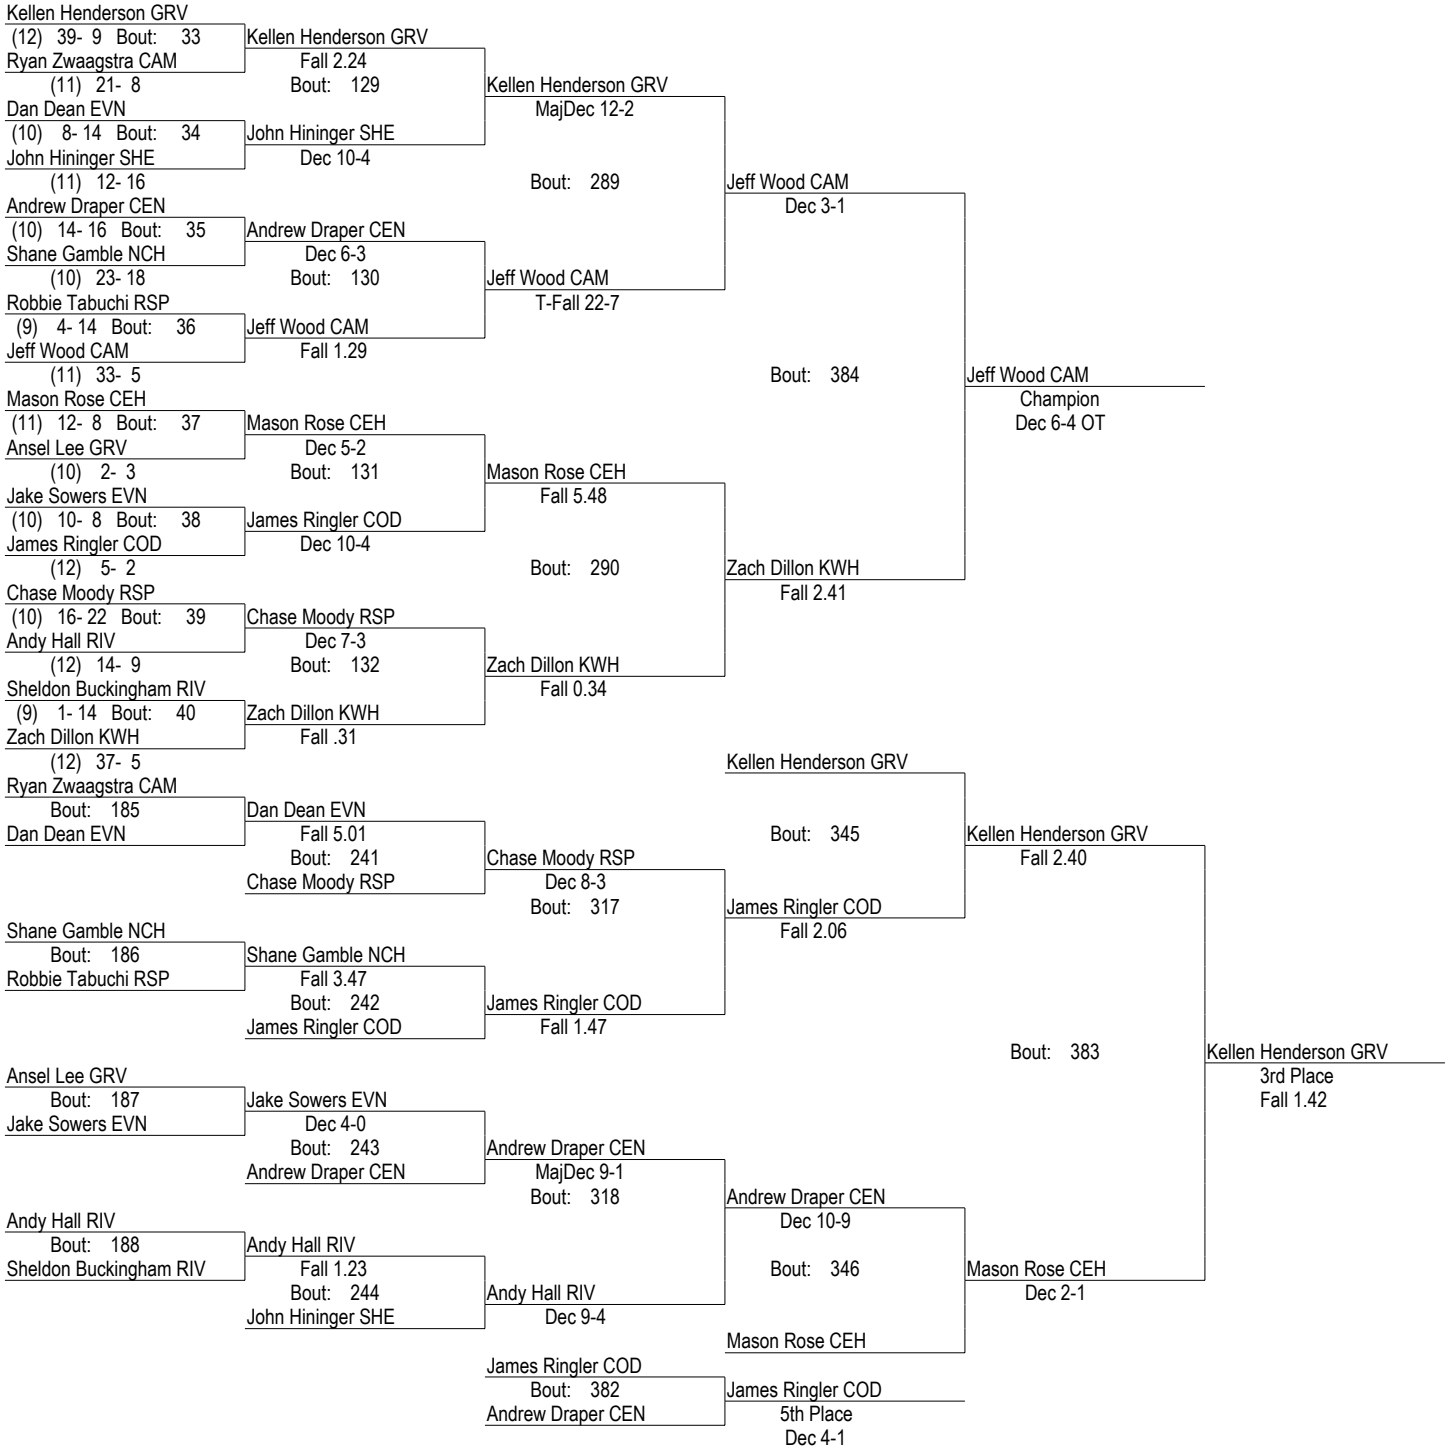 Kellen Henderson GRV
(12) 39- 9 Bout: 33
Ryan Zwaagstra CAM
(11) 21- 8
Dan Dean EVN
(10) 8- 14 Bout: 34
John Hininger SHE
(11) 12- 16
Andrew Draper CEN
(10) 14- 16 Bout: 35
Shane Gamble NCH
(10) 23- 18
Robbie Tabuchi RSP
(9) 4- 14 Bout: 36
Jeff Wood CAM
(11) 33- 5
Mason Rose CEH
(11) 12- 8 Bout: 37
Ansel Lee GRV
(10) 2- 3
Jake Sowers EVN
(10) 10- 8 Bout: 38
James Ringler COD
(12) 5- 2
Chase Moody RSP
(10) 16- 22 Bout: 39
Andy Hall RIV
(12) 14- 9
Sheldon Buckingham RIV
(9) 1- 14 Bout: 40
Zach Dillon KWH
(12) 37- 5
Kellen Henderson GRV
Fall 2.24
Bout: 129
John Hininger SHE
Dec 10-4
Andrew Draper CEN
Dec 6-3
Bout: 130
Jeff Wood CAM
Fall 1.29
Mason Rose CEH
Dec 5-2
Bout: 131
James Ringler COD
Dec 10-4
Chase Moody RSP
Dec 7-3
Bout: 132
Zach Dillon KWH
Fall .31
Kellen Henderson GRV
MajDec 12-2
Bout: 289
Jeff Wood CAM
T-Fall 22-7
Mason Rose CEH
Fall 5.48
Bout: 290
Zach Dillon KWH
Fall 0.34
Jeff Wood CAM
Dec 3-1
Bout: 384
Zach Dillon KWH
Fall 2.41
Jeff Wood CAM
Champion
Dec 6-4 OT
Ryan Zwaagstra CAM
Bout: 185
Dan Dean EVN
Shane Gamble NCH
Bout: 186
Robbie Tabuchi RSP
Ansel Lee GRV
Bout: 187
Jake Sowers EVN
Andy Hall RIV
Bout: 188
Sheldon Buckingham RIV
Dan Dean EVN
Fall 5.01
Bout: 241
Chase Moody RSP
Shane Gamble NCH
Fall 3.47
Bout: 242
James Ringler COD
Jake Sowers EVN
Dec 4-0
Bout: 243
Andrew Draper CEN
Andy Hall RIV
Fall 1.23
Bout: 244
John Hininger SHE
Chase Moody RSP
Dec 8-3
Bout: 317
James Ringler COD
Fall 1.47
Andrew Draper CEN
MajDec 9-1
Bout: 318
Andy Hall RIV
Dec 9-4
Kellen Henderson GRV
Bout: 345
James Ringler COD
Fall 2.06
Andrew Draper CEN
Dec 10-9
Bout: 346
Mason Rose CEH
Kellen Henderson GRV
Fall 2.40
Bout: 383
Mason Rose CEH
Dec 2-1
Kellen Henderson GRV
3rd Place
Fall 1.42
James Ringler COD
Bout: 382
Andrew Draper CEN
James Ringler COD
5th Place
Dec 4-1